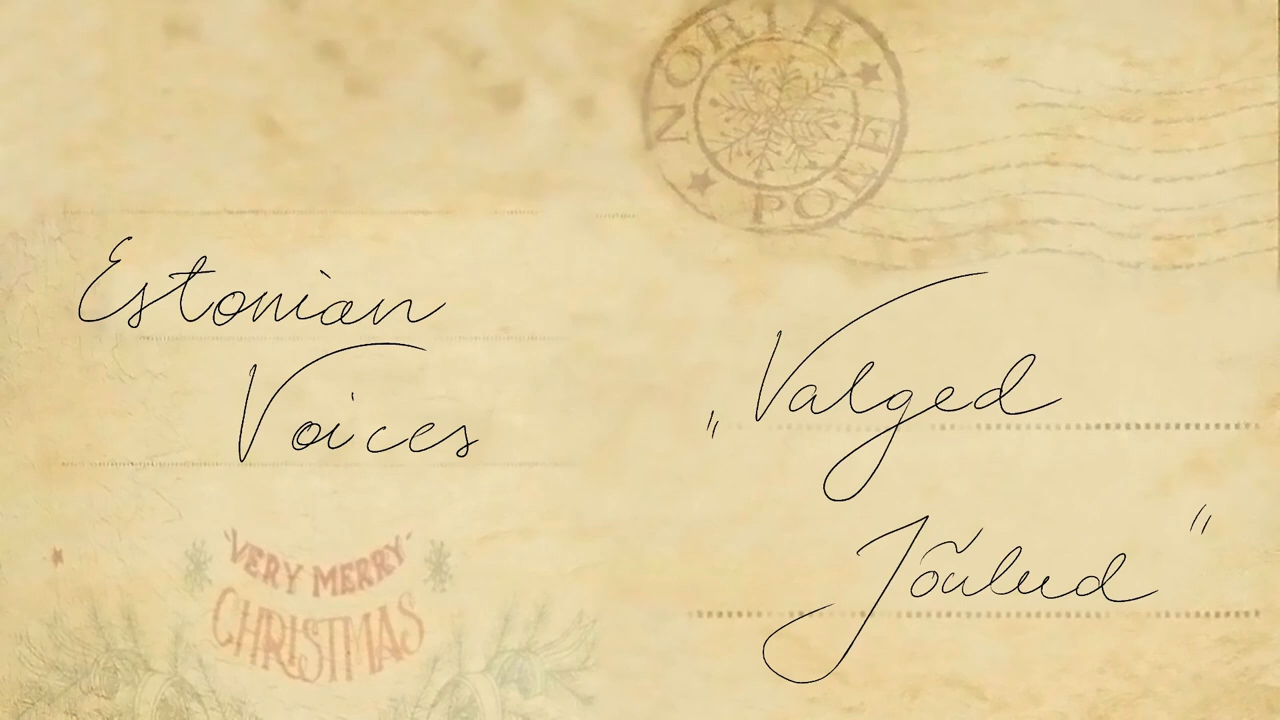 NORTH
POLE
Estonian
Voices
„Valged
Jõulud"
VERY MERRY
CHRISTMAS